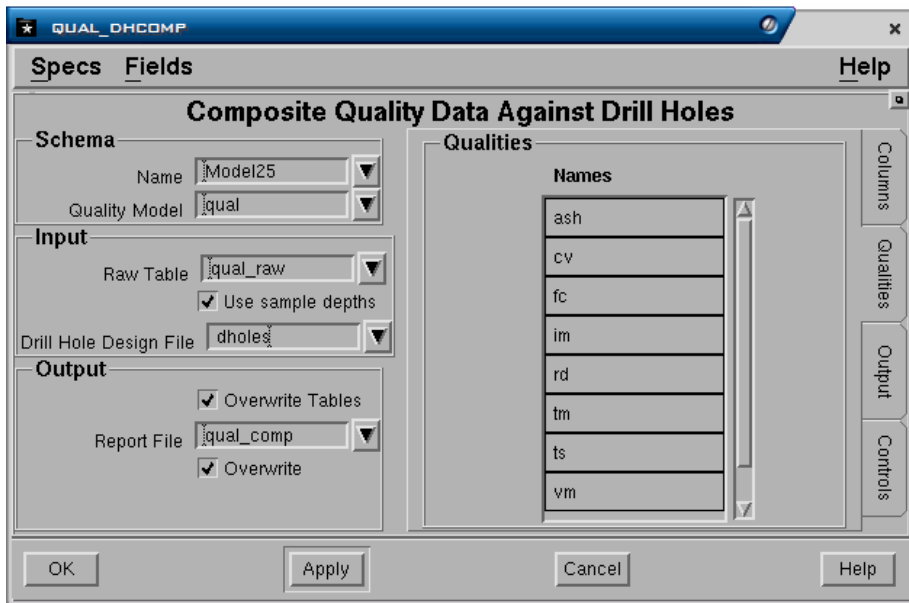 QUAL_DHCOMP
Specs Fields Help
Composite Quality Data Against Drill Holes
Schema
Name Model25
Quality Model qual
Input
Raw Table qual_raw
Use sample depths
Drill Hole Design File dholes
Output
Overwrite Tables
Report File qual_comp
Overwrite
Qualities
Names
ash
cv
fc
im
rd
tm
ts
vm
Columns
Qualities
Output
Controls
OK Apply Cancel Help